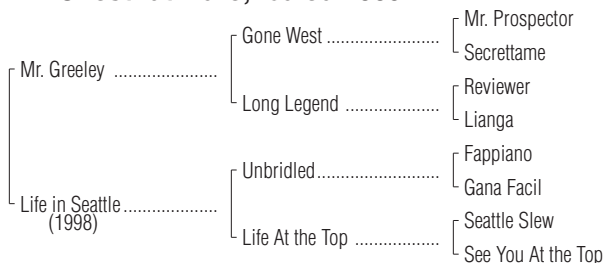 Mr. Prospector
Gone West ........................
Secrettame
Mr. Greeley ......................
Reviewer
Long Legend ....................
Lianga
Fappiano
Unbridled..........................
Gana Facil
Life in Seattle....................
(1998)
Seattle Slew
Life At the Top ..................
See You At the Top